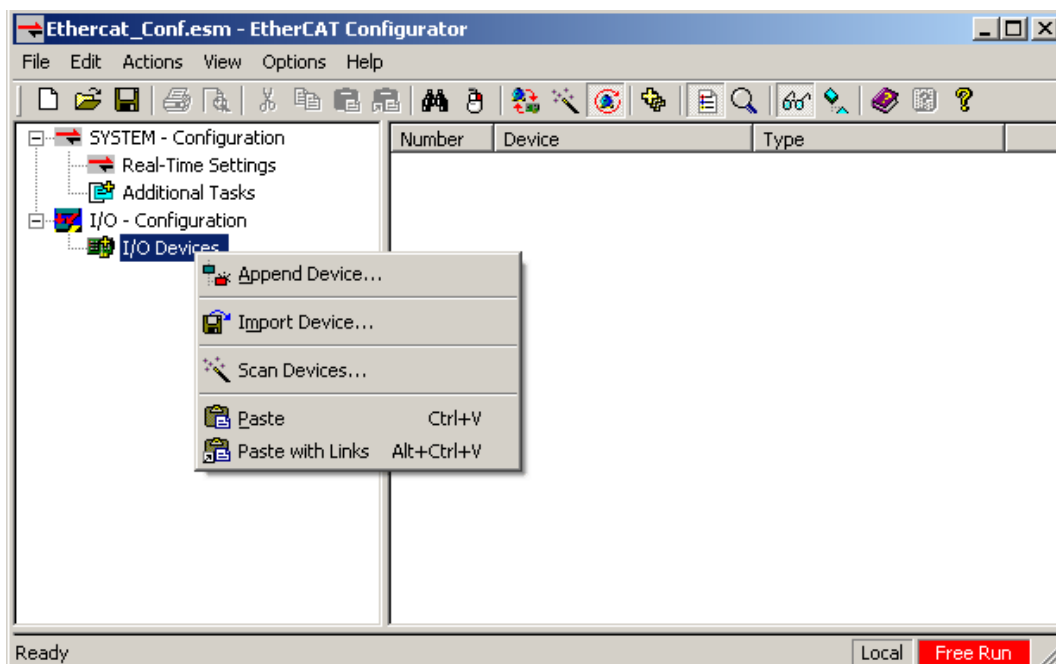 Ethercat_Conf.esm - EtherCAT Configurator
File Edit Actions View Options Help
SYSTEM - Configuration
Real-Time Settings
Additional Tasks
I/O - Configuration
I/O Devices
Number Device Type
Append Device...
Import Device...
Scan Devices...
Paste Ctrl+V
Paste with Links Alt+Ctrl+V
Ready Local Free Run